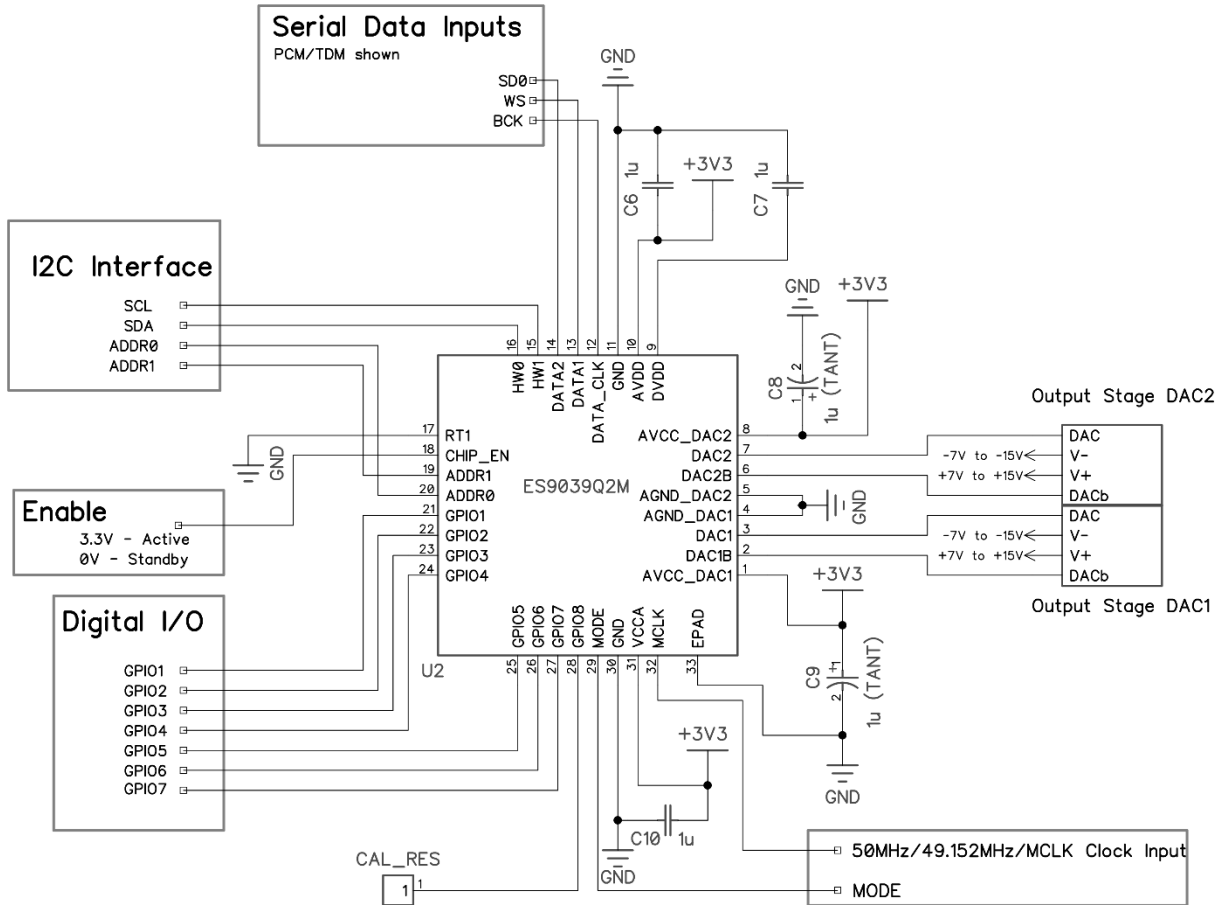 Serial Data Inputs
PCM/TDM shown
SD0
WS
BCK
GND
+3V3
C6 1u
C7 1u
I2C Interface
SCL
SDA
ADDR0
ADDR1
GND
+3V3
C8
1 2
+
1u (TANT)
16 15 14 13 12 11 10 9
HW0 HW1 DATA2 DATA1 DATA_CLK GND AVDD DVDD
17 RT1
18 CHIP_EN
19 ADDR1
20 ADDR0
21 GPIO1
22 GPIO2
23 GPIO3
24 GPIO4
GND
ES9039Q2M
AVCC_DAC2 8
DAC2 7
DAC2B 6
AGND_DAC2 5
AGND_DAC1 4
DAC1 3
DAC1B 2
AVCC_DAC1 1
GND
Output Stage DAC2
DAC
-7V to -15V V-
+7V to +15V V+
DACb
DAC
-7V to -15V V-
+7V to +15V V+
DACb
Output Stage DAC1
Enable
3.3V - Active
0V - Standby
GPIO5 GPIO6 GPIO7 GPIO8 MODE GND VCCA MCLK EPAD
25 26 27 28 29 30 31 32 33
U2
+3V3
C9
+1
2
1u (TANT)
GND
Digital I/O
GPIO1
GPIO2
GPIO3
GPIO4
GPIO5
GPIO6
GPIO7
+3V3
C10 1u
GND
CAL_RES
1 1
50MHz/49.152MHz/MCLK Clock Input
MODE